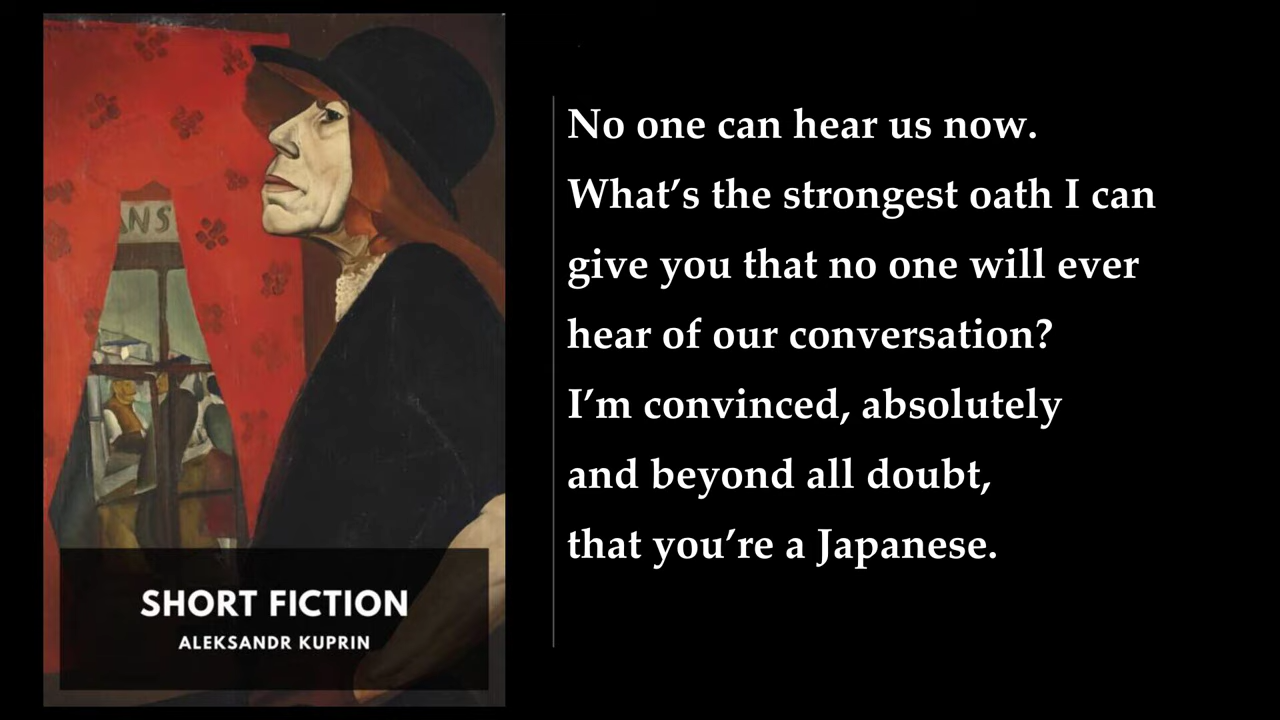 ANS
SHORT FICTION
ALEKSANDR KUPRIN
No one can hear us now.
What’s the strongest oath I can
give you that no one will ever
hear of our conversation?
I’m convinced, absolutely
and beyond all doubt,
that you’re a Japanese.